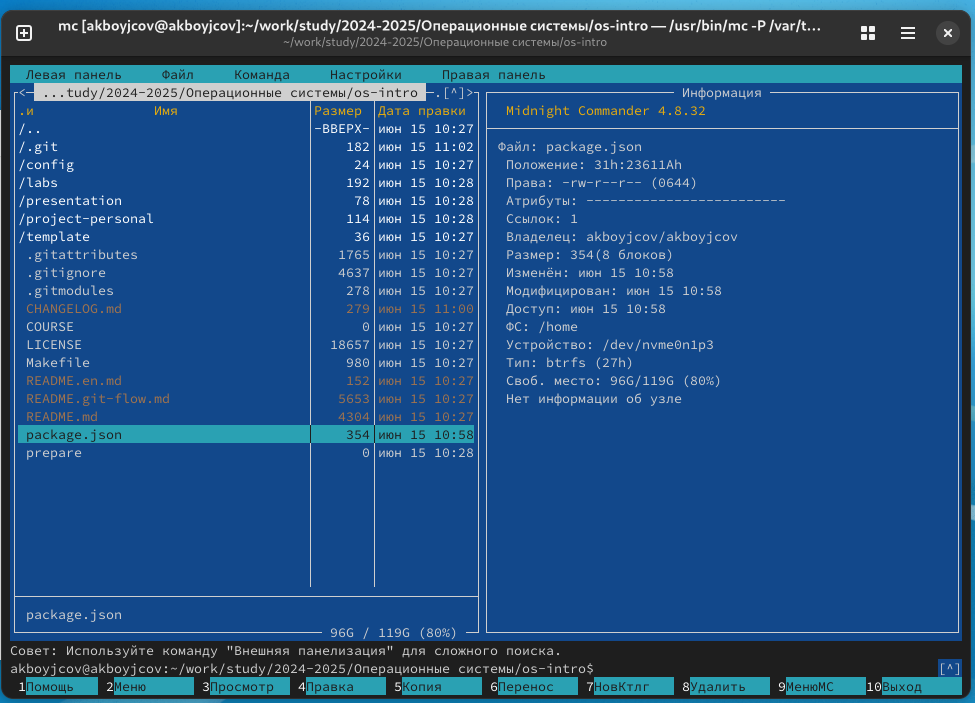 mc [akboyjcov@akboyjcov]:~/work/study/2024-2025/Операционные системы/os-intro — /usr/bin/mc -P /var/t…
~/work/study/2024-2025/Операционные системы/os-intro
Левая панель Файл Команда Настройки Правая панель
<— ...tudy/2024-2025/Операционные системы/os-intro —.[^]>
.и Имя Размер Дата правки
/.. -ВВЕРХ- июн 15 10:27
/.git 182 июн 15 11:02
/config 24 июн 15 10:27
/labs 192 июн 15 10:28
/presentation 78 июн 15 10:28
/project-personal 114 июн 15 10:28
/template 36 июн 15 10:27
.gitattributes 1765 июн 15 10:27
.gitignore 4637 июн 15 10:27
.gitmodules 278 июн 15 10:27
CHANGELOG.md 279 июн 15 11:00
COURSE 0 июн 15 10:27
LICENSE 18657 июн 15 10:27
Makefile 980 июн 15 10:27
README.en.md 152 июн 15 10:27
README.git-flow.md 5653 июн 15 10:27
README.md 4304 июн 15 10:27
package.json 354 июн 15 10:58
prepare 0 июн 15 10:28
package.json
96G / 119G (80%)
Информация
Midnight Commander 4.8.32
Файл: package.json
Положение: 31h:23611Ah
Права: -rw-r--r-- (0644)
Атрибуты: -------------------------
Ссылок: 1
Владелец: akboyjcov/akboyjcov
Размер: 354(8 блоков)
Изменён: июн 15 10:58
Модифицирован: июн 15 10:58
Доступ: июн 15 10:58
ФС: /home
Устройство: /dev/nvme0n1p3
Тип: btrfs (27h)
Своб. место: 96G/119G (80%)
Нет информации об узле
Совет: Используйте команду "Внешняя панелизация" для сложного поиска.
akboyjcov@akboyjcov:~/work/study/2024-2025/Операционные системы/os-intro$ [^]
1Помощь 2Меню 3Просмотр 4Правка 5Копия 6Перенос 7НовКтлг 8Удалить 9МенюMC 10Выход